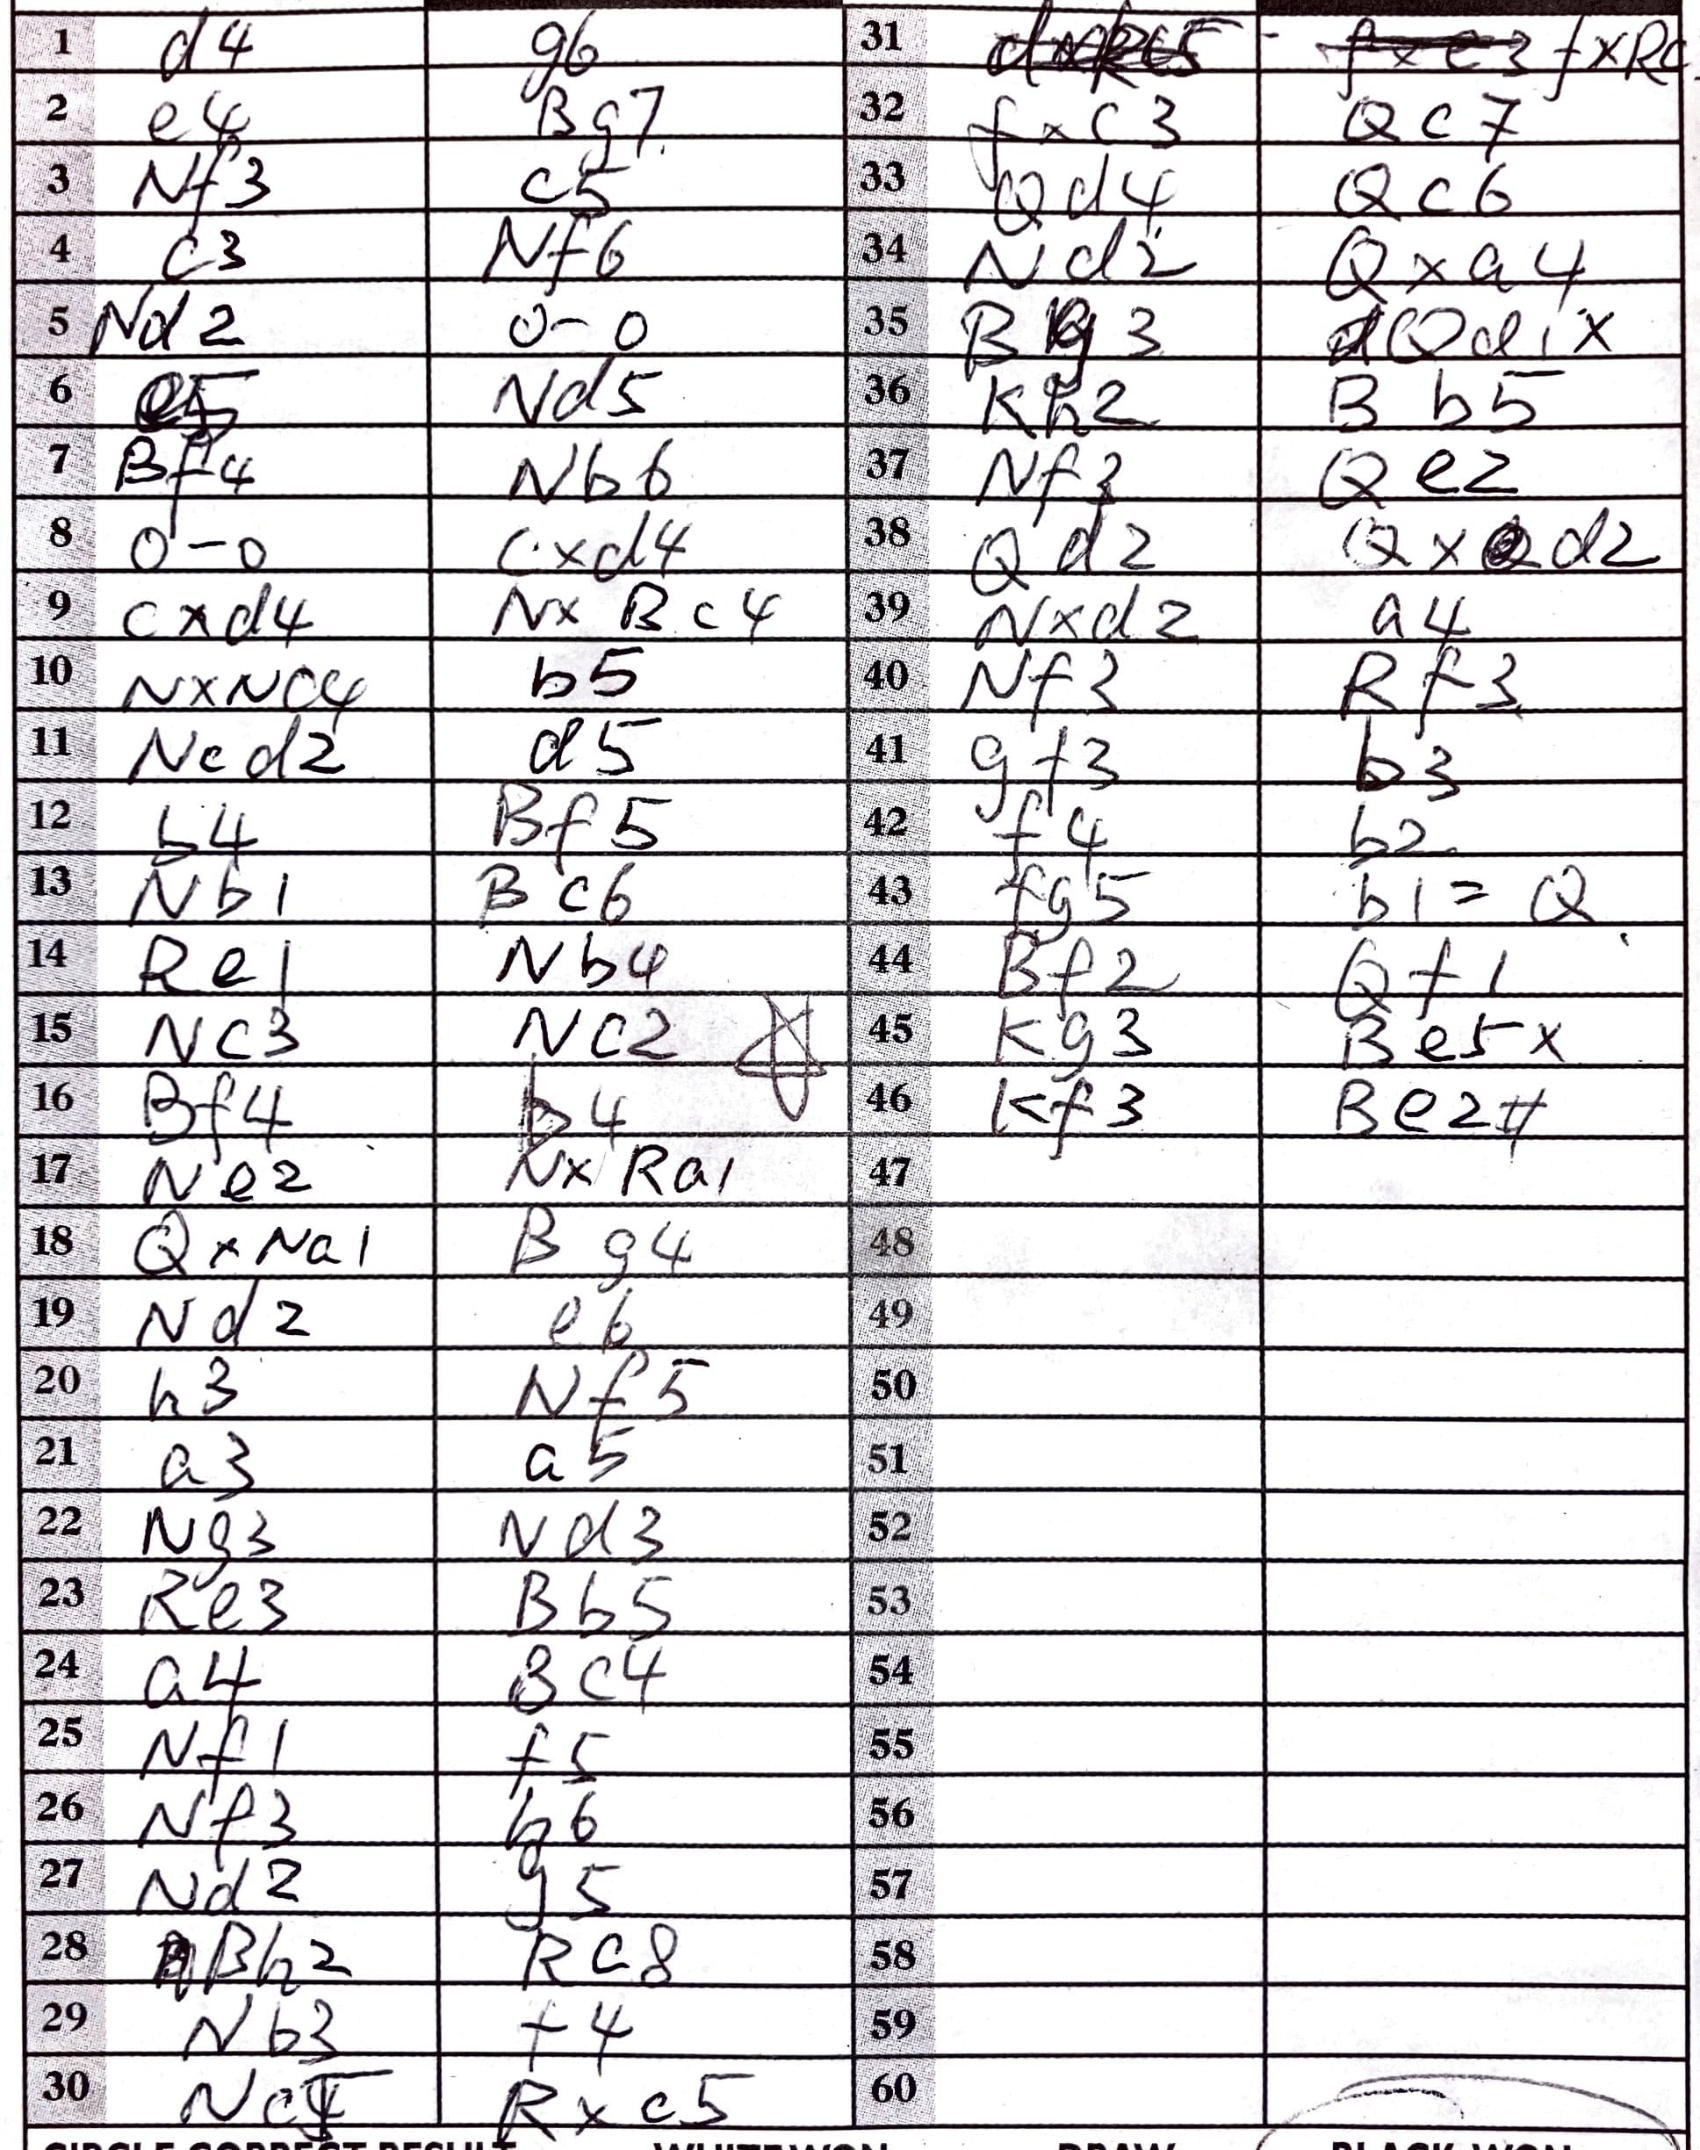 1 d4 g6 31 fxRe
2 e4 Bg7. 32 fxc3 Qc7
3 Nf3 c5 33 Qd4 Qc6
4 c3 Nf6 34 Nd2 Qxa4
5 Nd2 0-0 35 Bg3 Qd1x
6 e5 Nd5 36 Kh2 B b5
7 Bf4 Nb6 37 Nf3 Qe2
8 0-0 cxd4 38 Qd2 Qxd2
9 cxd4 Nx Bc4 39 Nxd2 a4
10 NxNC4 b5 40 Nf3 Rf3
11 Ncd2 d5 41 gf3 b3
12 b4 Bf5 42 f4 b2
13 Nb1 Bc6 43 fg5 b1=Q
14 Re1 Nb4 44 Bf2 Qf1
15 NC3 NC2 45 Kg3 Be5x
16 Bf4 b4 46 Kf3 Be2#
17 Ne2 Nx Ra1 47
18 QxNa1 B g4 48
19 Nd2 e6 49
20 h3 Nf5 50
21 a3 a5 51
22 Ng3 Nd3 52
23 Re3 Bb5 53
24 a4 Bc4 54
25 Nf1 f5 55
26 Nf3 h6 56
27 Nd2 g5 57
28 Bh2 RC8 58
29 Nb3 f4 59
30 Nc5 Rxc5 60
CIRCLE CORRECT RESULT WHITE WON DRAW BLACK WON